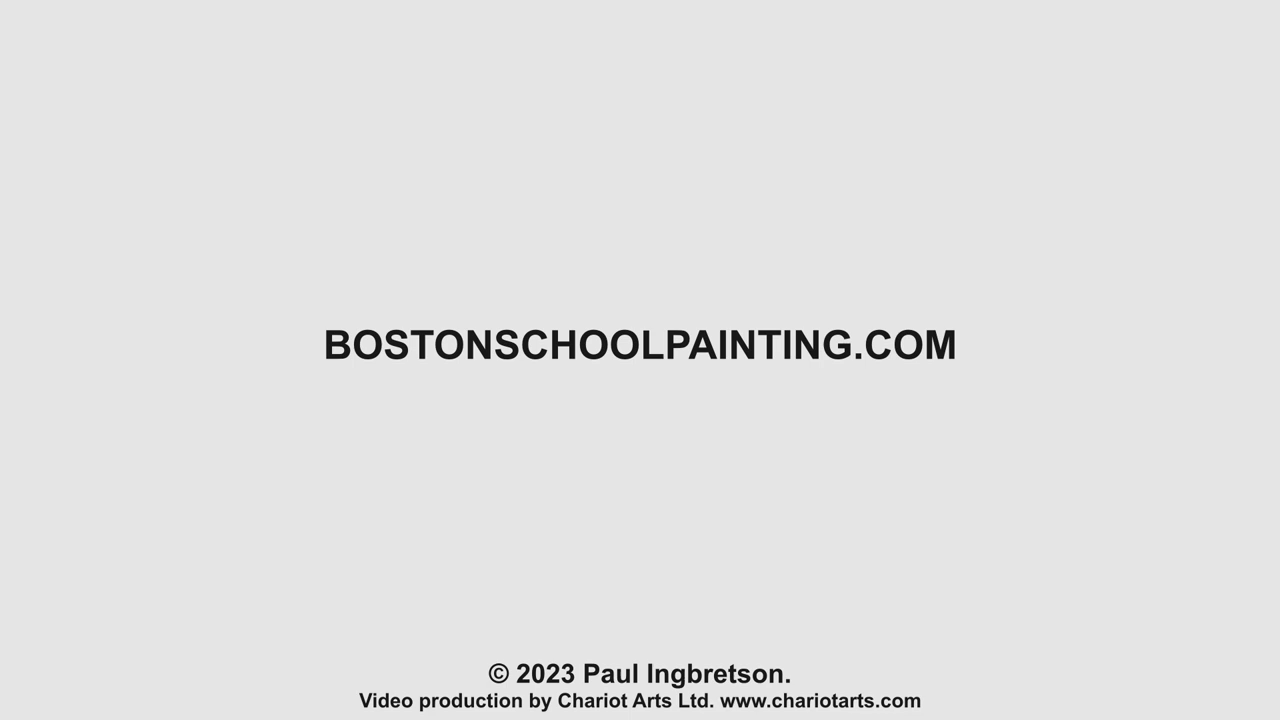 BOSTONSCHOOLPAINTING.COM
© 2023 Paul Ingbretson.
Video production by Chariot Arts Ltd. www.chariotarts.com